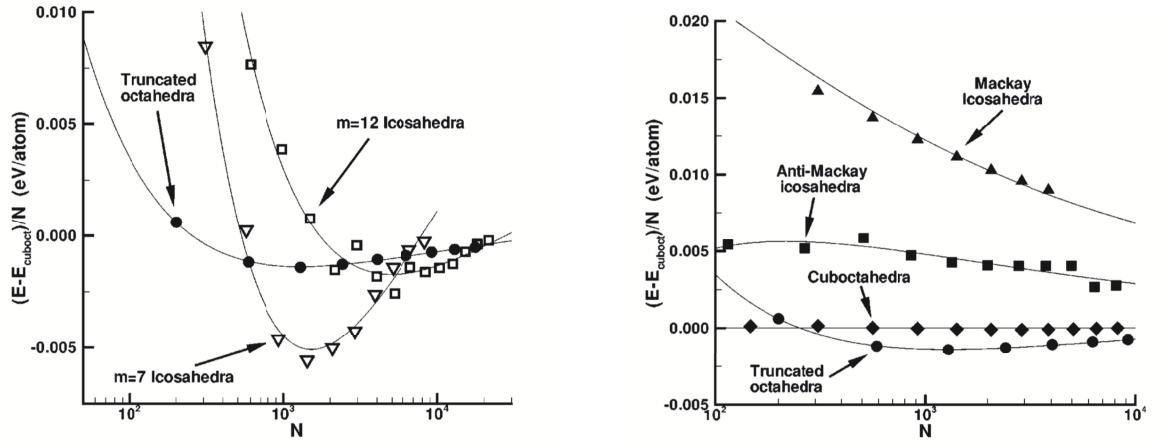 0.010
0.005
0.000
-0.005
(E-E_cuboct)/N (eV/atom)
Truncated
octahedra
m=12 Icosahedra
m=7 Icosahedra
10²
10³
10⁴
N
0.020
0.015
0.010
0.005
0.000
-0.005
(E-E_cuboct)/N (eV/atom)
Mackay
Icosahedra
Anti-Mackay
icosahedra
Cuboctahedra
Truncated
octahedra
10²
10³
10⁴
N